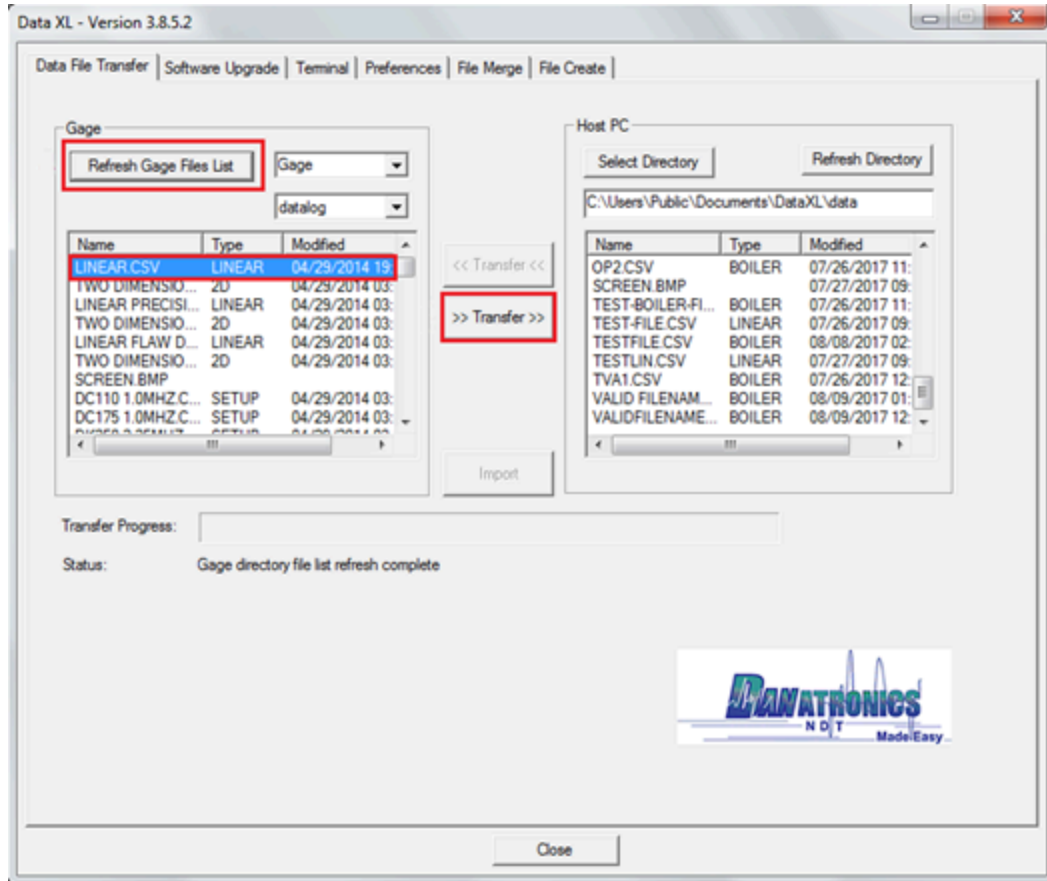 Data XL - Version 3.8.5.2
Data File Transfer Software Upgrade Terminal Preferences File Merge File Create
Gage
Refresh Gage Files List Gage
datalog
Name Type Modified
LINEAR.CSV LINEAR 04/29/2014 19:
TWO DIMENSIO... 2D 04/29/2014 03:
LINEAR PRECISI... LINEAR 04/29/2014 03:
TWO DIMENSIO... 2D 04/29/2014 03:
LINEAR FLAW D... LINEAR 04/29/2014 03:
TWO DIMENSIO... 2D 04/29/2014 03:
SCREEN.BMP
DC110 1.0MHZ.C... SETUP 04/29/2014 03:
DC175 1.0MHZ.C... SETUP 04/29/2014 03:
<< Transfer <<
>> Transfer >>
Import
Host PC
Select Directory Refresh Directory
C:\Users\Public\Documents\DataXL\data
Name Type Modified
OP2.CSV BOILER 07/26/2017 11:
SCREEN.BMP 07/27/2017 09:
TEST-BOILER-FI... BOILER 07/26/2017 11:
TEST-FILE.CSV LINEAR 07/26/2017 09:
TESTFILE.CSV BOILER 08/08/2017 02:
TESTLIN.CSV LINEAR 07/27/2017 09:
TVA1.CSV BOILER 07/26/2017 12:
VALID FILENAM... BOILER 08/09/2017 01:
VALIDFILENAME... BOILER 08/09/2017 12:
Transfer Progress:
Status: Gage directory file list refresh complete
DANATRONICS
NDT
Made Easy
Close